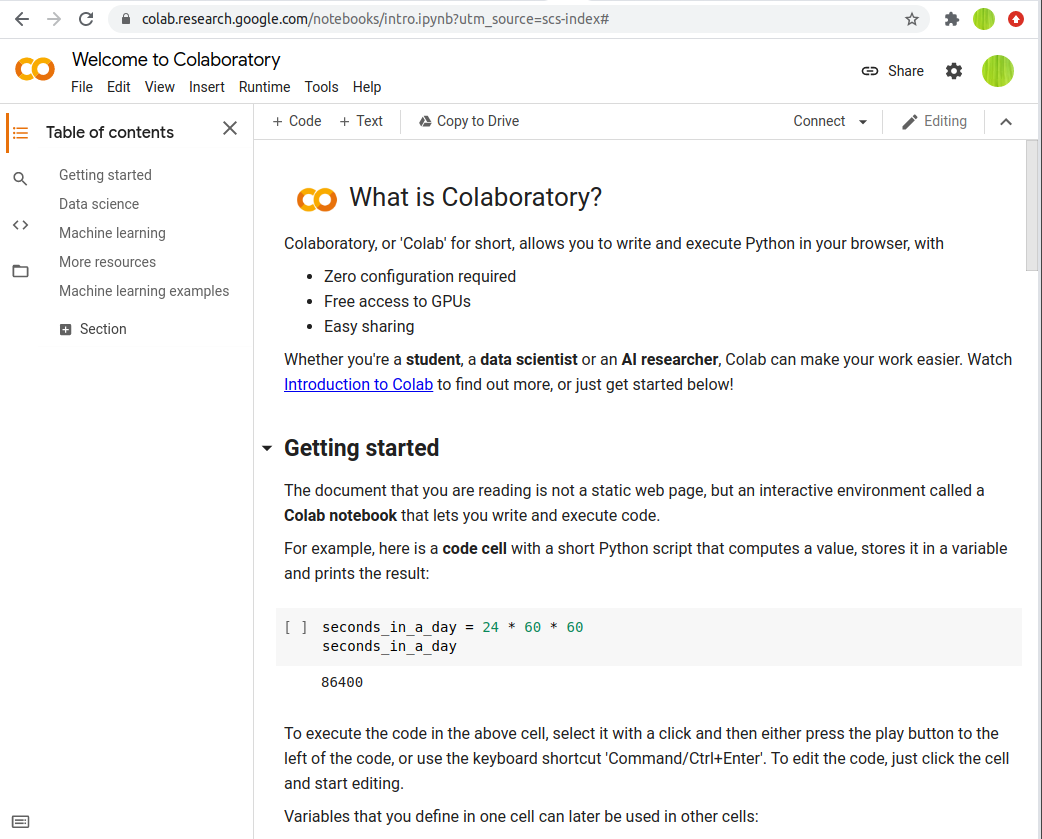 colab.research.google.com/notebooks/intro.ipynb?utm_source=scs-index#
Welcome to Colaboratory
File Edit View Insert Runtime Tools Help
Share
Table of contents
Getting started
Data science
Machine learning
More resources
Machine learning examples
Section
+ Code + Text Copy to Drive
Connect Editing
What is Colaboratory?
Colaboratory, or 'Colab' for short, allows you to write and execute Python in your browser, with
• Zero configuration required
• Free access to GPUs
• Easy sharing
Whether you're a student, a data scientist or an AI researcher, Colab can make your work easier. Watch
Introduction to Colab to find out more, or just get started below!
Getting started
The document that you are reading is not a static web page, but an interactive environment called a
Colab notebook that lets you write and execute code.
For example, here is a code cell with a short Python script that computes a value, stores it in a variable
and prints the result:
[ ] seconds_in_a_day = 24 * 60 * 60
seconds_in_a_day
86400
To execute the code in the above cell, select it with a click and then either press the play button to the
left of the code, or use the keyboard shortcut 'Command/Ctrl+Enter'. To edit the code, just click the cell
and start editing.
Variables that you define in one cell can later be used in other cells: